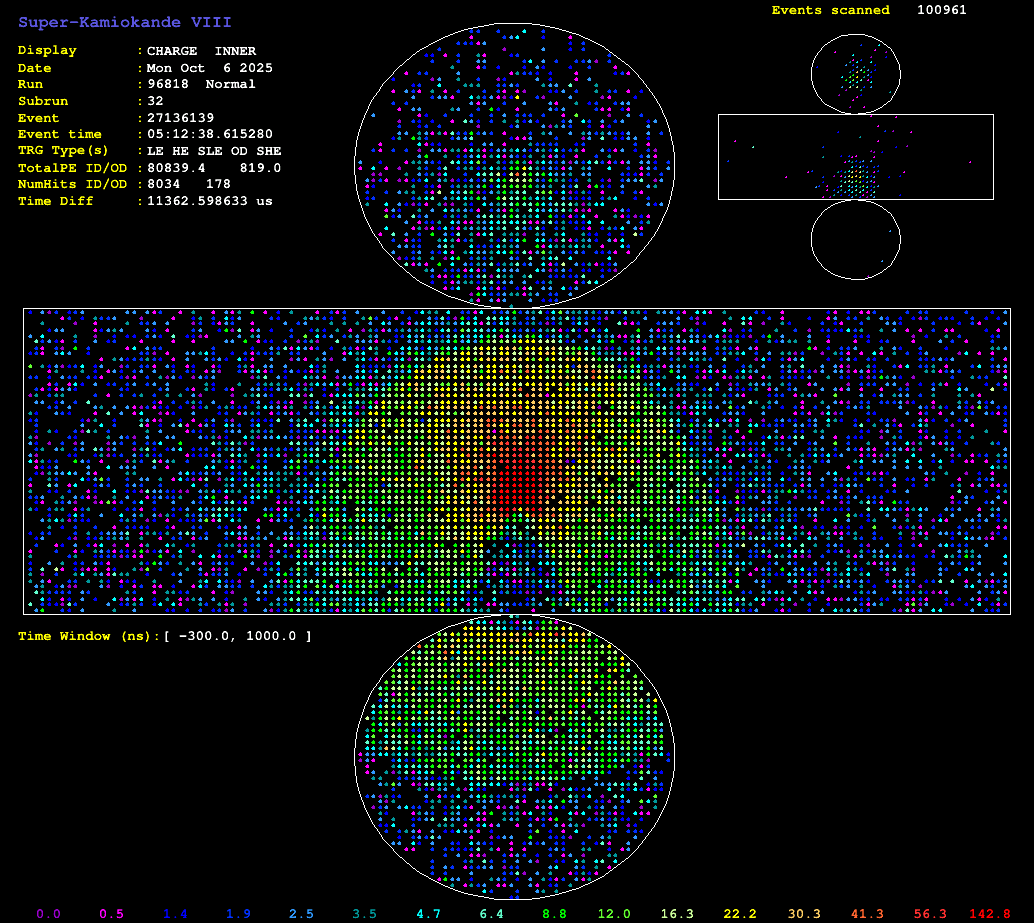 Super-Kamiokande VIII
Events scanned 100961
Display : CHARGE INNER
Date : Mon Oct 6 2025
Run : 96818 Normal
Subrun : 32
Event : 27136139
Event time : 05:12:38.615280
TRG Type(s) : LE HE SLE OD SHE
TotalPE ID/OD : 80839.4 819.0
NumHits ID/OD : 8034 178
Time Diff : 11362.598633 us
Time Window (ns):[ -300.0, 1000.0 ]
0.0 0.5 1.4 1.9 2.5 3.5 4.7 6.4 8.8 12.0 16.3 22.2 30.3 41.3 56.3 142.8